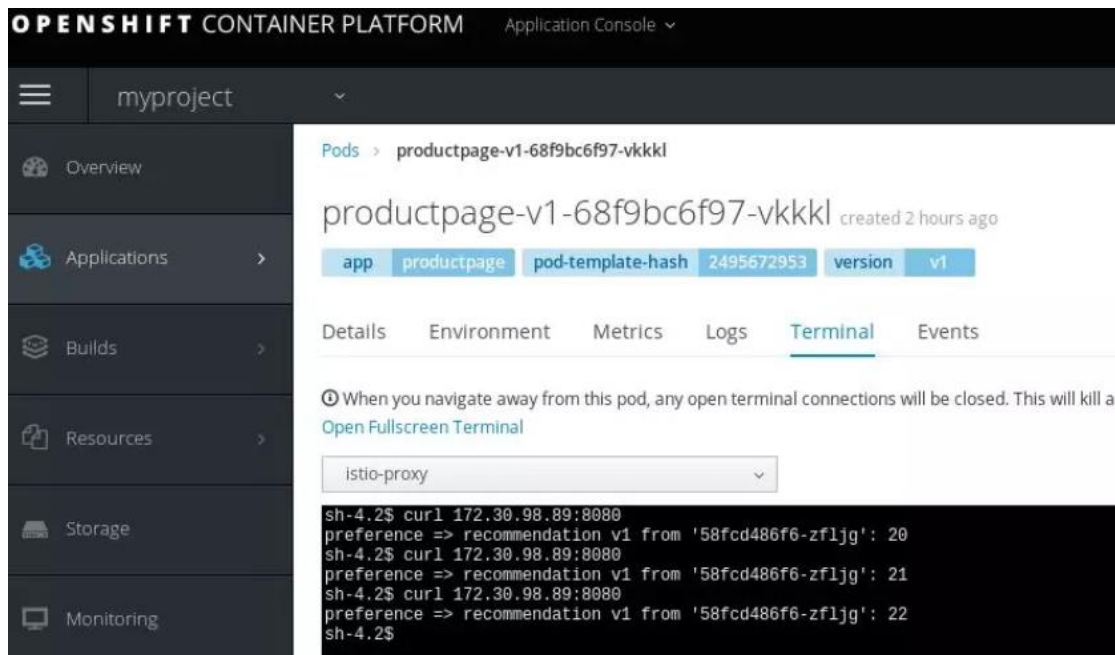 OPENSHIFT CONTAINER PLATFORM Application Console
myproject
Overview
Applications
Builds
Resources
Storage
Monitoring
Pods > productpage-v1-68f9bc6f97-vkkkl
productpage-v1-68f9bc6f97-vkkkl created 2 hours ago
app productpage pod-template-hash 2495672953 version v1
Details Environment Metrics Logs Terminal Events
When you navigate away from this pod, any open terminal connections will be closed. This will kill a
Open Fullscreen Terminal
istio-proxy
sh-4.2$ curl 172.30.98.89:8080
preference => recommendation v1 from '58fcd486f6-zfljg': 20
sh-4.2$ curl 172.30.98.89:8080
preference => recommendation v1 from '58fcd486f6-zfljg': 21
sh-4.2$ curl 172.30.98.89:8080
preference => recommendation v1 from '58fcd486f6-zfljg': 22
sh-4.2$